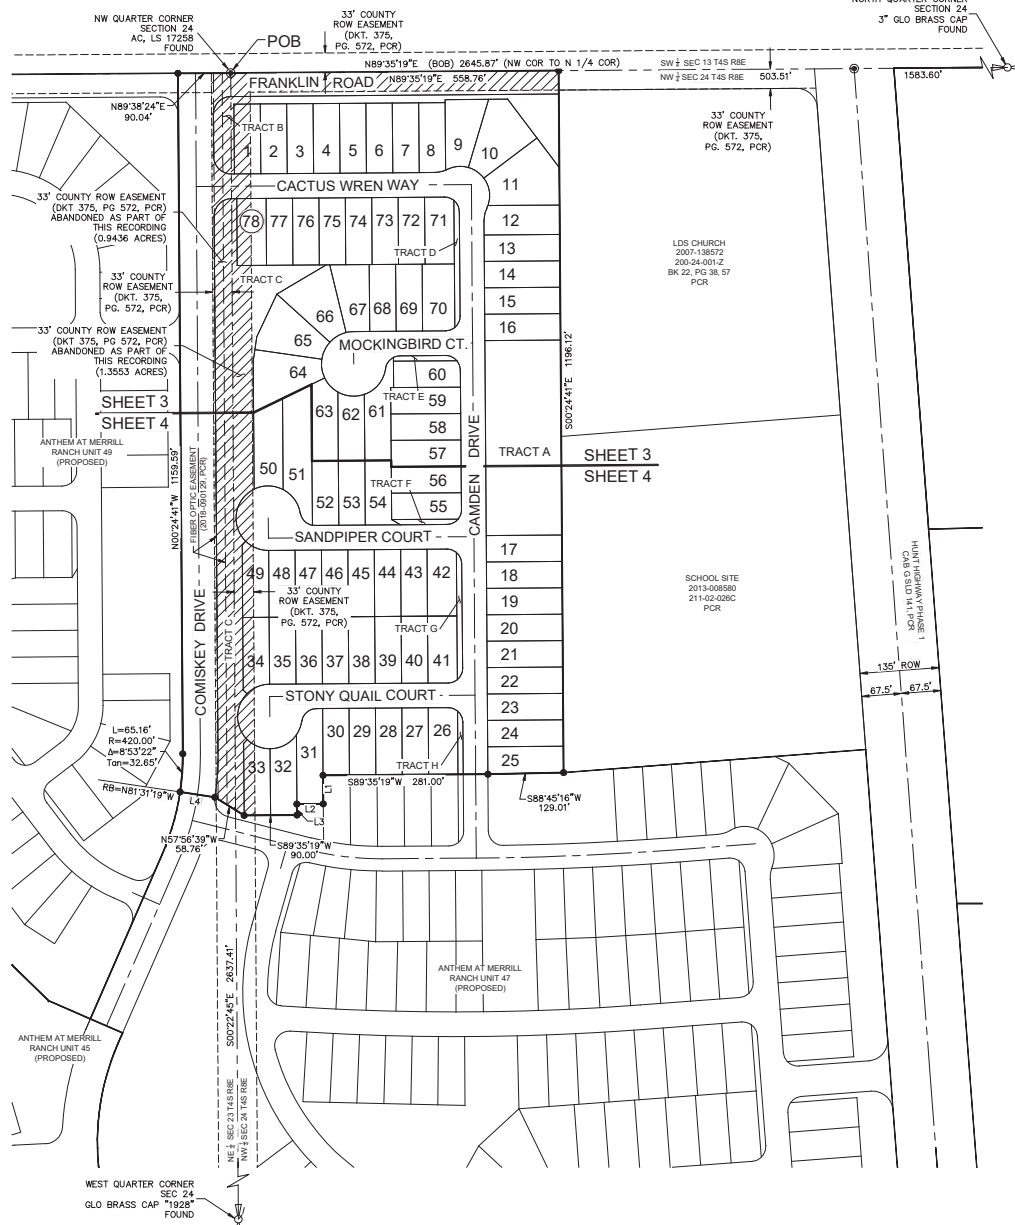 NORTH QUARTER CORNER
SECTION 24
3" GLO BRASS CAP
FOUND
NW QUARTER CORNER
SECTION 24
AC, LS 17258
FOUND
POB
33' COUNTY
ROW EASEMENT
(DKT. 375,
PG. 572, PCR)
N89°35'19"E (BOB) 2645.87' (NW COR TO N 1/4 COR)
SW ¼ SEC 13 T4S R8E
NW ¼ SEC 24 T4S R8E
503.51'
1583.60'
FRANKLIN ROAD
N89°35'19"E 558.76'
N89°38'24"E
90.04'
33' COUNTY
ROW EASEMENT
(DKT. 375,
PG. 572, PCR)
TRACT B
1 2 3 4 5 6 7 8 9 10
11
CACTUS WREN WAY
33' COUNTY ROW EASEMENT
(DKT 375, PG 572, PCR)
ABANDONED AS PART OF
THIS RECORDING
(0.9436 ACRES)
78 77 76 75 74 73 72 71
12
13
14
15
16
TRACT D
TRACT C
LDS CHURCH
2007-138572
200-24-001-Z
BK 22, PG 38, 57
PCR
33' COUNTY
ROW EASEMENT
(DKT. 375,
PG. 572, PCR)
66 67 68 69 70
65
64
MOCKINGBIRD CT.
33' COUNTY ROW EASEMENT
(DKT 375, PG 572, PCR)
ABANDONED AS PART OF
THIS RECORDING
(1.3553 ACRES)
S00°24'41"E 1196.12'
60
TRACT E
59
58
57
63 62 61
SHEET 3
SHEET 4
ANTHEM AT MERRILL
RANCH UNIT 49
(PROPOSED)
CAMDEN DRIVE
TRACT A
SHEET 3
SHEET 4
N00°24'41"W 1159.59'
FIBER OPTIC EASEMENT
(2018-090129, PCR)
50 51
52 53 54
TRACT F
56
55
SANDPIPER COURT
49 48 47 46 45 44 43 42
33' COUNTY
ROW EASEMENT
(DKT. 375,
PG. 572, PCR)
17
18
19
20
21
22
23
24
25
SCHOOL SITE
2013-008580
211-02-026C
PCR
HUNT HIGHWAY PHASE 1
CAB G SLD 141, PCR
135' ROW
67.5' 67.5'
TRACT G
TRACT C
COMISKEY DRIVE
34 35 36 37 38 39 40 41
STONY QUAIL COURT
30 29 28 27 26
33 32 31
TRACT H
L=65.16'
R=420.00'
Δ=8°53'22"
Tan=32.65'
RB=N81°31'19"W
L4
L1
L2
L3
S89°35'19"W 281.00'
S88°45'16"W
129.01'
N57°56'39"W
58.76'
S89°35'19"W
90.00'
S00°22'45"E 2637.41'
ANTHEM AT MERRILL
RANCH UNIT 47
(PROPOSED)
ANTHEM AT MERRILL
RANCH UNIT 45
(PROPOSED)
NE ¼ SEC 23 T4S R8E
NW ¼ SEC 24 T4S R8E
WEST QUARTER CORNER
SEC 24
GLO BRASS CAP "1928"
FOUND